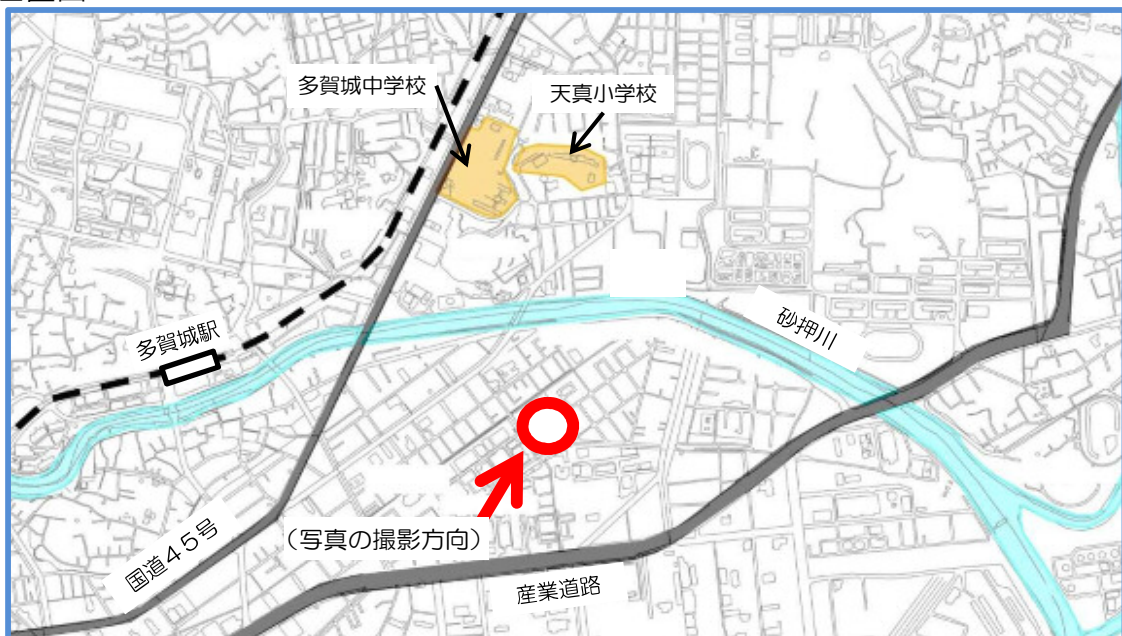 多賀城中学校
天真小学校
多賀城駅
砂押川
国道45号
(写真の撮影方向)
産業道路